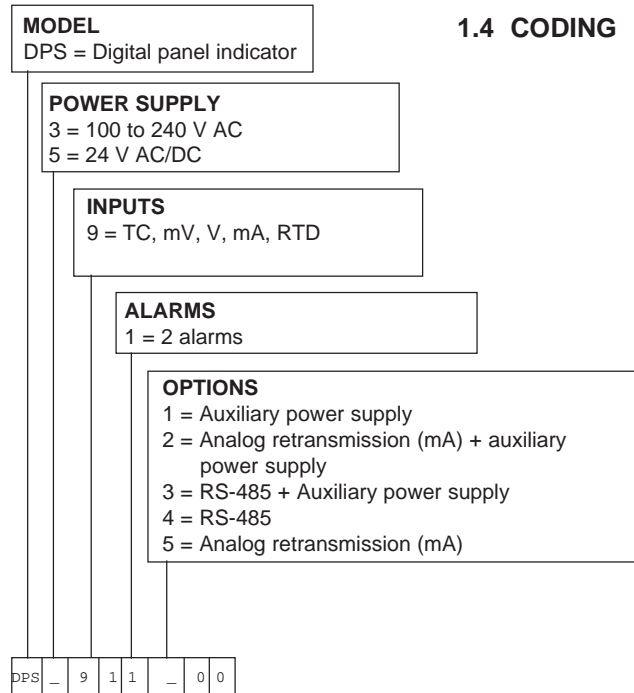 1.4 CODING
MODEL
DPS = Digital panel indicator
POWER SUPPLY
3 = 100 to 240 V AC
5 = 24 V AC/DC
INPUTS
9 = TC, mV, V, mA, RTD
ALARMS
1 = 2 alarms
OPTIONS
1 = Auxiliary power supply
2 = Analog retransmission (mA) + auxiliary
power supply
3 = RS-485 + Auxiliary power supply
4 = RS-485
5 = Analog retransmission (mA)
DPS _ 9 1 1 _ 0 0